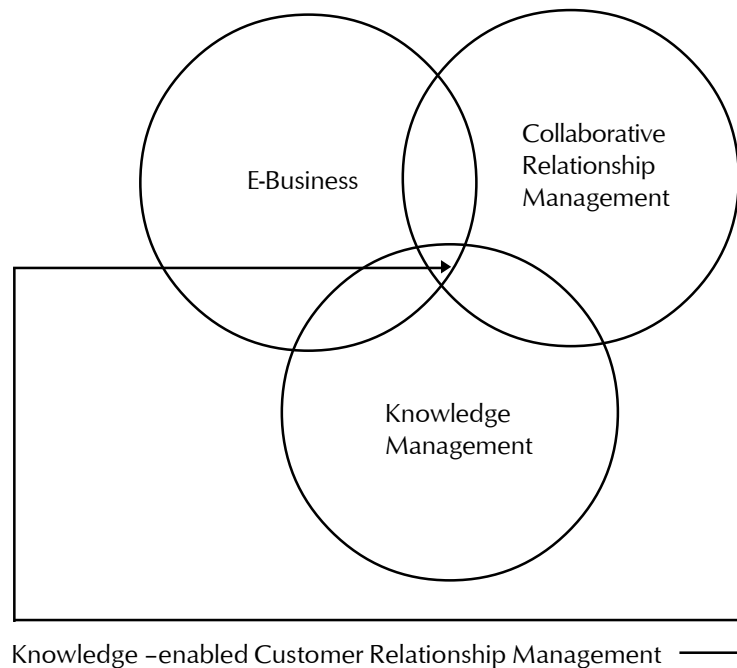 E-Business
Collaborative
Relationship
Management
Knowledge
Management
Knowledge –enabled Customer Relationship Management